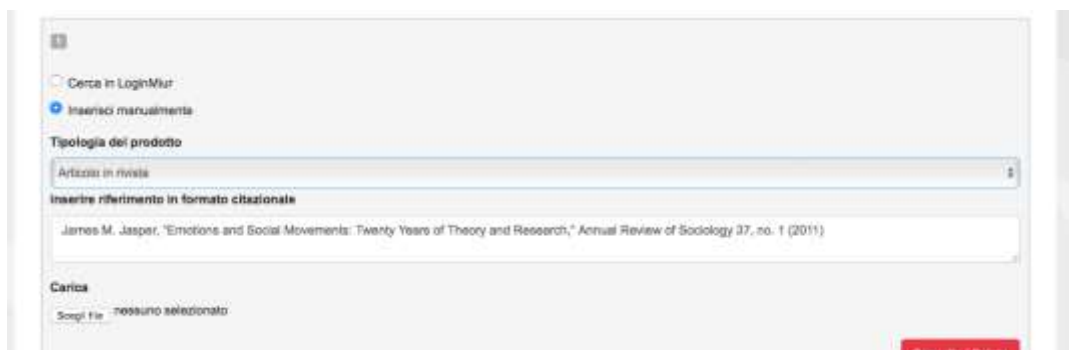 1
Cerca in LoginMiur
Inserisci manualmente
Tipologia del prodotto
Articolo in rivista
Inserire riferimento in formato citazionale
James M. Jasper, "Emotions and Social Movements: Twenty Years of Theory and Research," Annual Review of Sociology 37, no. 1 (2011)
Carica
Scegli file nessuno selezionato